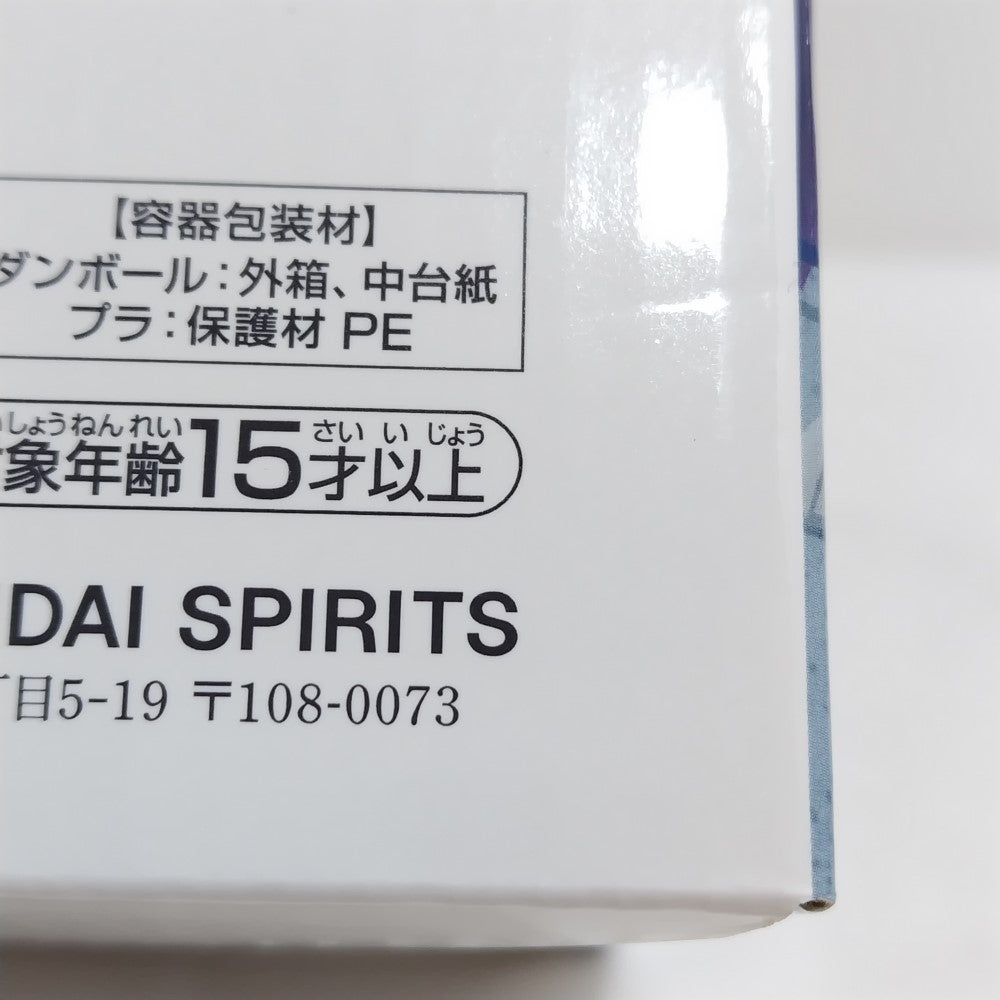 【容器包装材】
ダンボール：外箱、中台紙
プラ：保護材 PE
しょうねんれい さいいじょう
象年齢15才以上
DAI SPIRITS
目5-19 〒108-0073